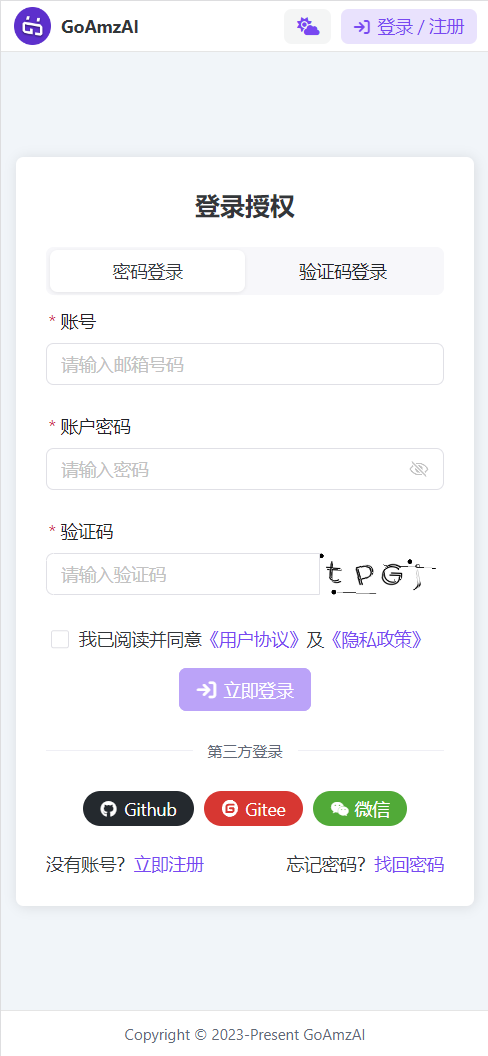 GoAmzAI
登录 / 注册
登录授权
密码登录 验证码登录
* 账号
请输入邮箱号码
* 账户密码
请输入密码
* 验证码
请输入验证码 tPGj
我已阅读并同意《用户协议》及《隐私政策》
立即登录
第三方登录
Github Gitee 微信
没有账号？立即注册 忘记密码？找回密码
Copyright © 2023-Present GoAmzAI